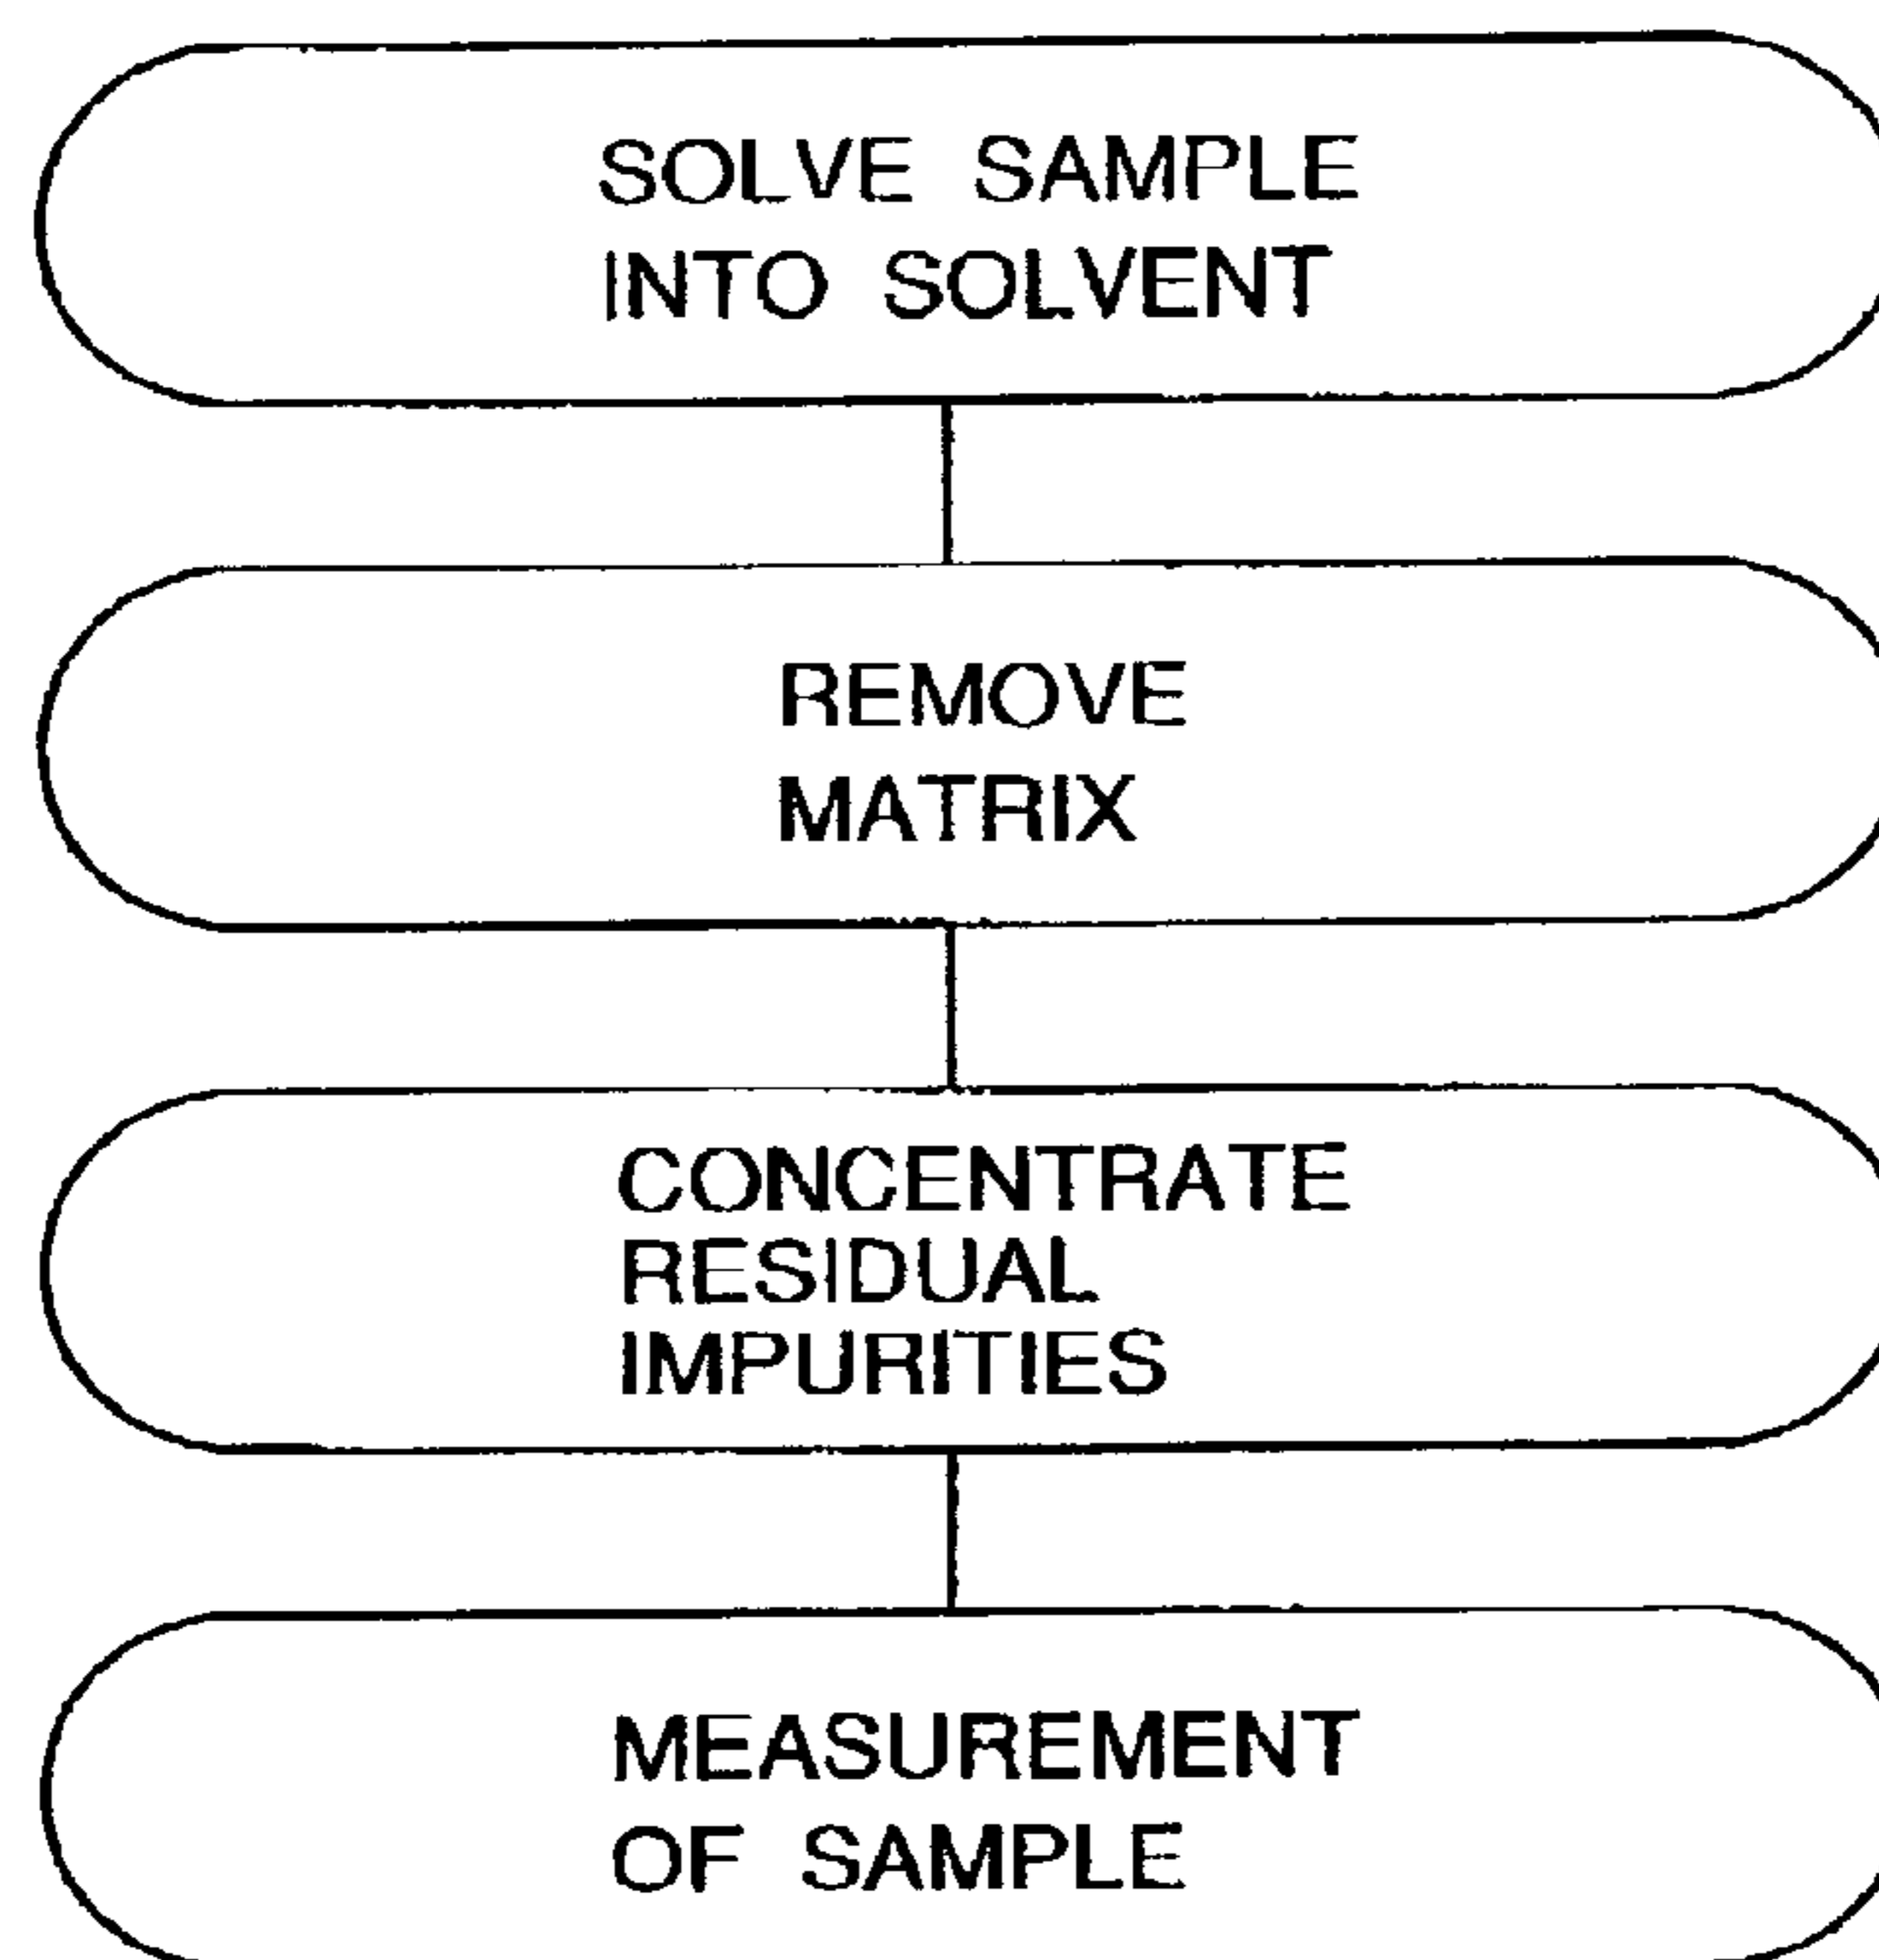 SOLVE SAMPLE
INTO SOLVENT
REMOVE
MATRIX
CONCENTRATE
RESIDUAL
IMPURITIES
MEASUREMENT
OF SAMPLE